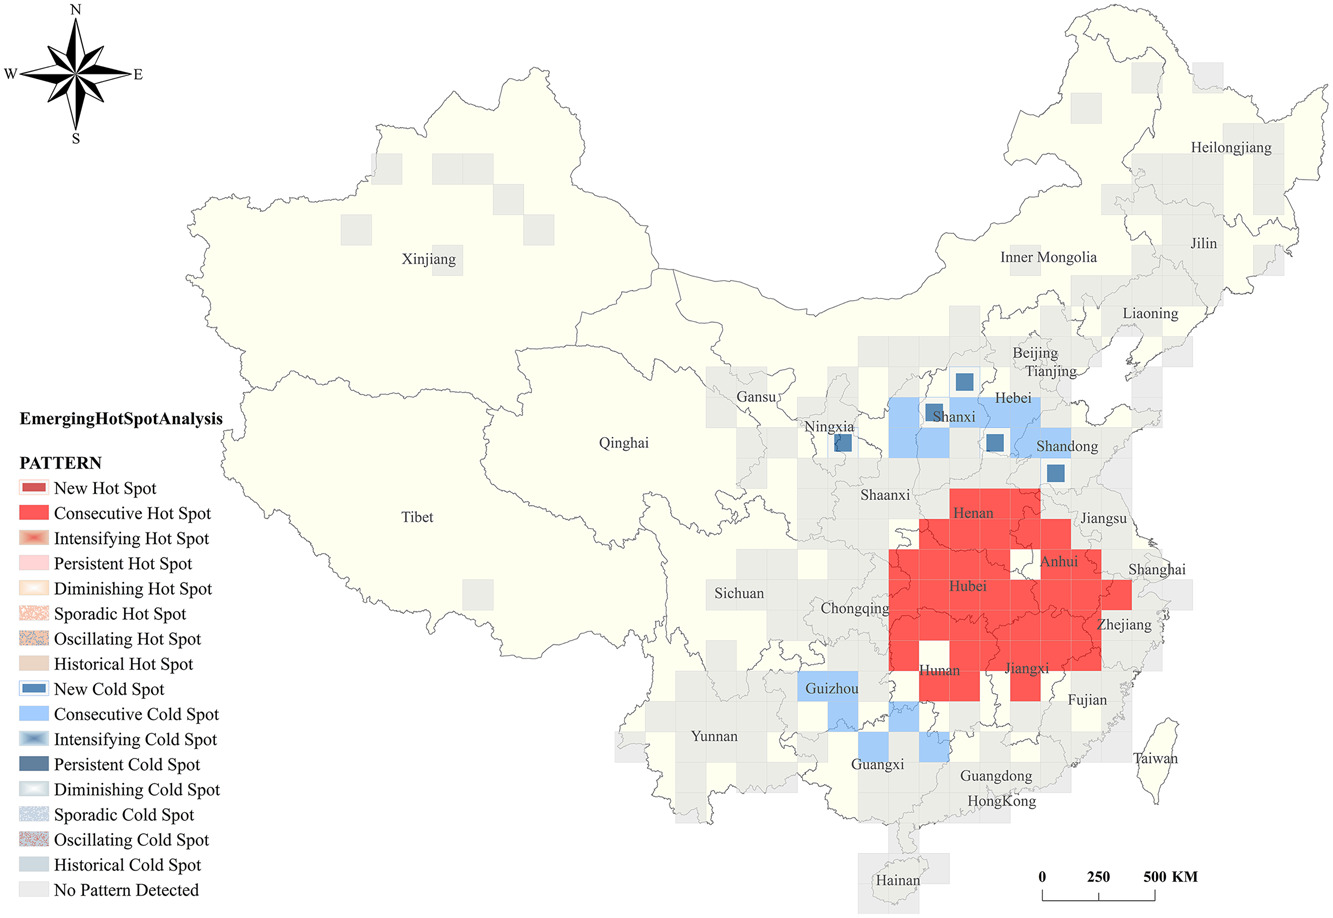 N
W
E
S
Heilongjiang
Jilin
Inner Mongolia
Xinjiang
Liaoning
Beijing
Tianjing
Gansu
Hebei
Shanxi
Ningxia
Qinghai
Shandong
Shaanxi
Henan
Tibet
Jiangsu
Anhui
Shanghai
Hubei
Sichuan
Chongqing
Zhejiang
Hunan
Jiangxi
Guizhou
Fujian
Yunnan
Guangxi
Taiwan
Guangdong
HongKong
Hainan
EmergingHotSpotAnalysis
PATTERN
New Hot Spot
Consecutive Hot Spot
Intensifying Hot Spot
Persistent Hot Spot
Diminishing Hot Spot
Sporadic Hot Spot
Oscillating Hot Spot
Historical Hot Spot
New Cold Spot
Consecutive Cold Spot
Intensifying Cold Spot
Persistent Cold Spot
Diminishing Cold Spot
Sporadic Cold Spot
Oscillating Cold Spot
Historical Cold Spot
No Pattern Detected
0 250 500 KM